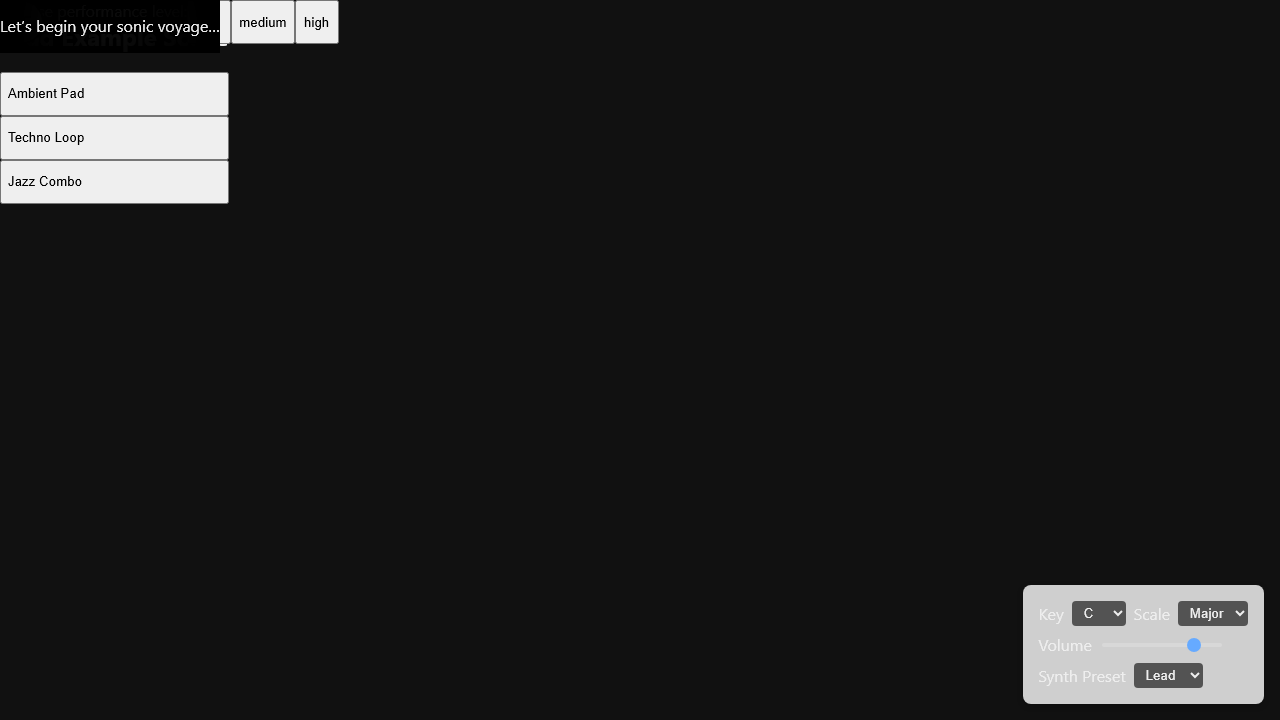 Let's begin your sonic voyage...
medium
high
Ambient Pad
Techno Loop
Jazz Combo
Key C Scale Major
Volume
Synth Preset Lead